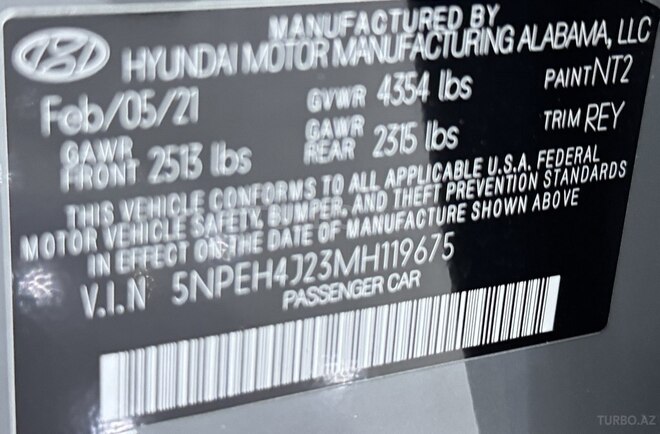 MANUFACTURED BY
HYUNDAI MOTOR MANUFACTURING ALABAMA, LLC
Feb/05/21 GVWR 4354 lbs PAINT NT2
GAWR FRONT 2513 lbs GAWR REAR 2315 lbs TRIM REY
THIS VEHICLE CONFORMS TO ALL APPLICABLE U.S.A. FEDERAL
MOTOR VEHICLE SAFETY, BUMPER, AND THEFT PREVENTION STANDARDS
IN EFFECT ON THE DATE OF MANUFACTURE SHOWN ABOVE
V.I.N 5NPEH4J23MH119675
PASSENGER CAR
TURBO.AZ